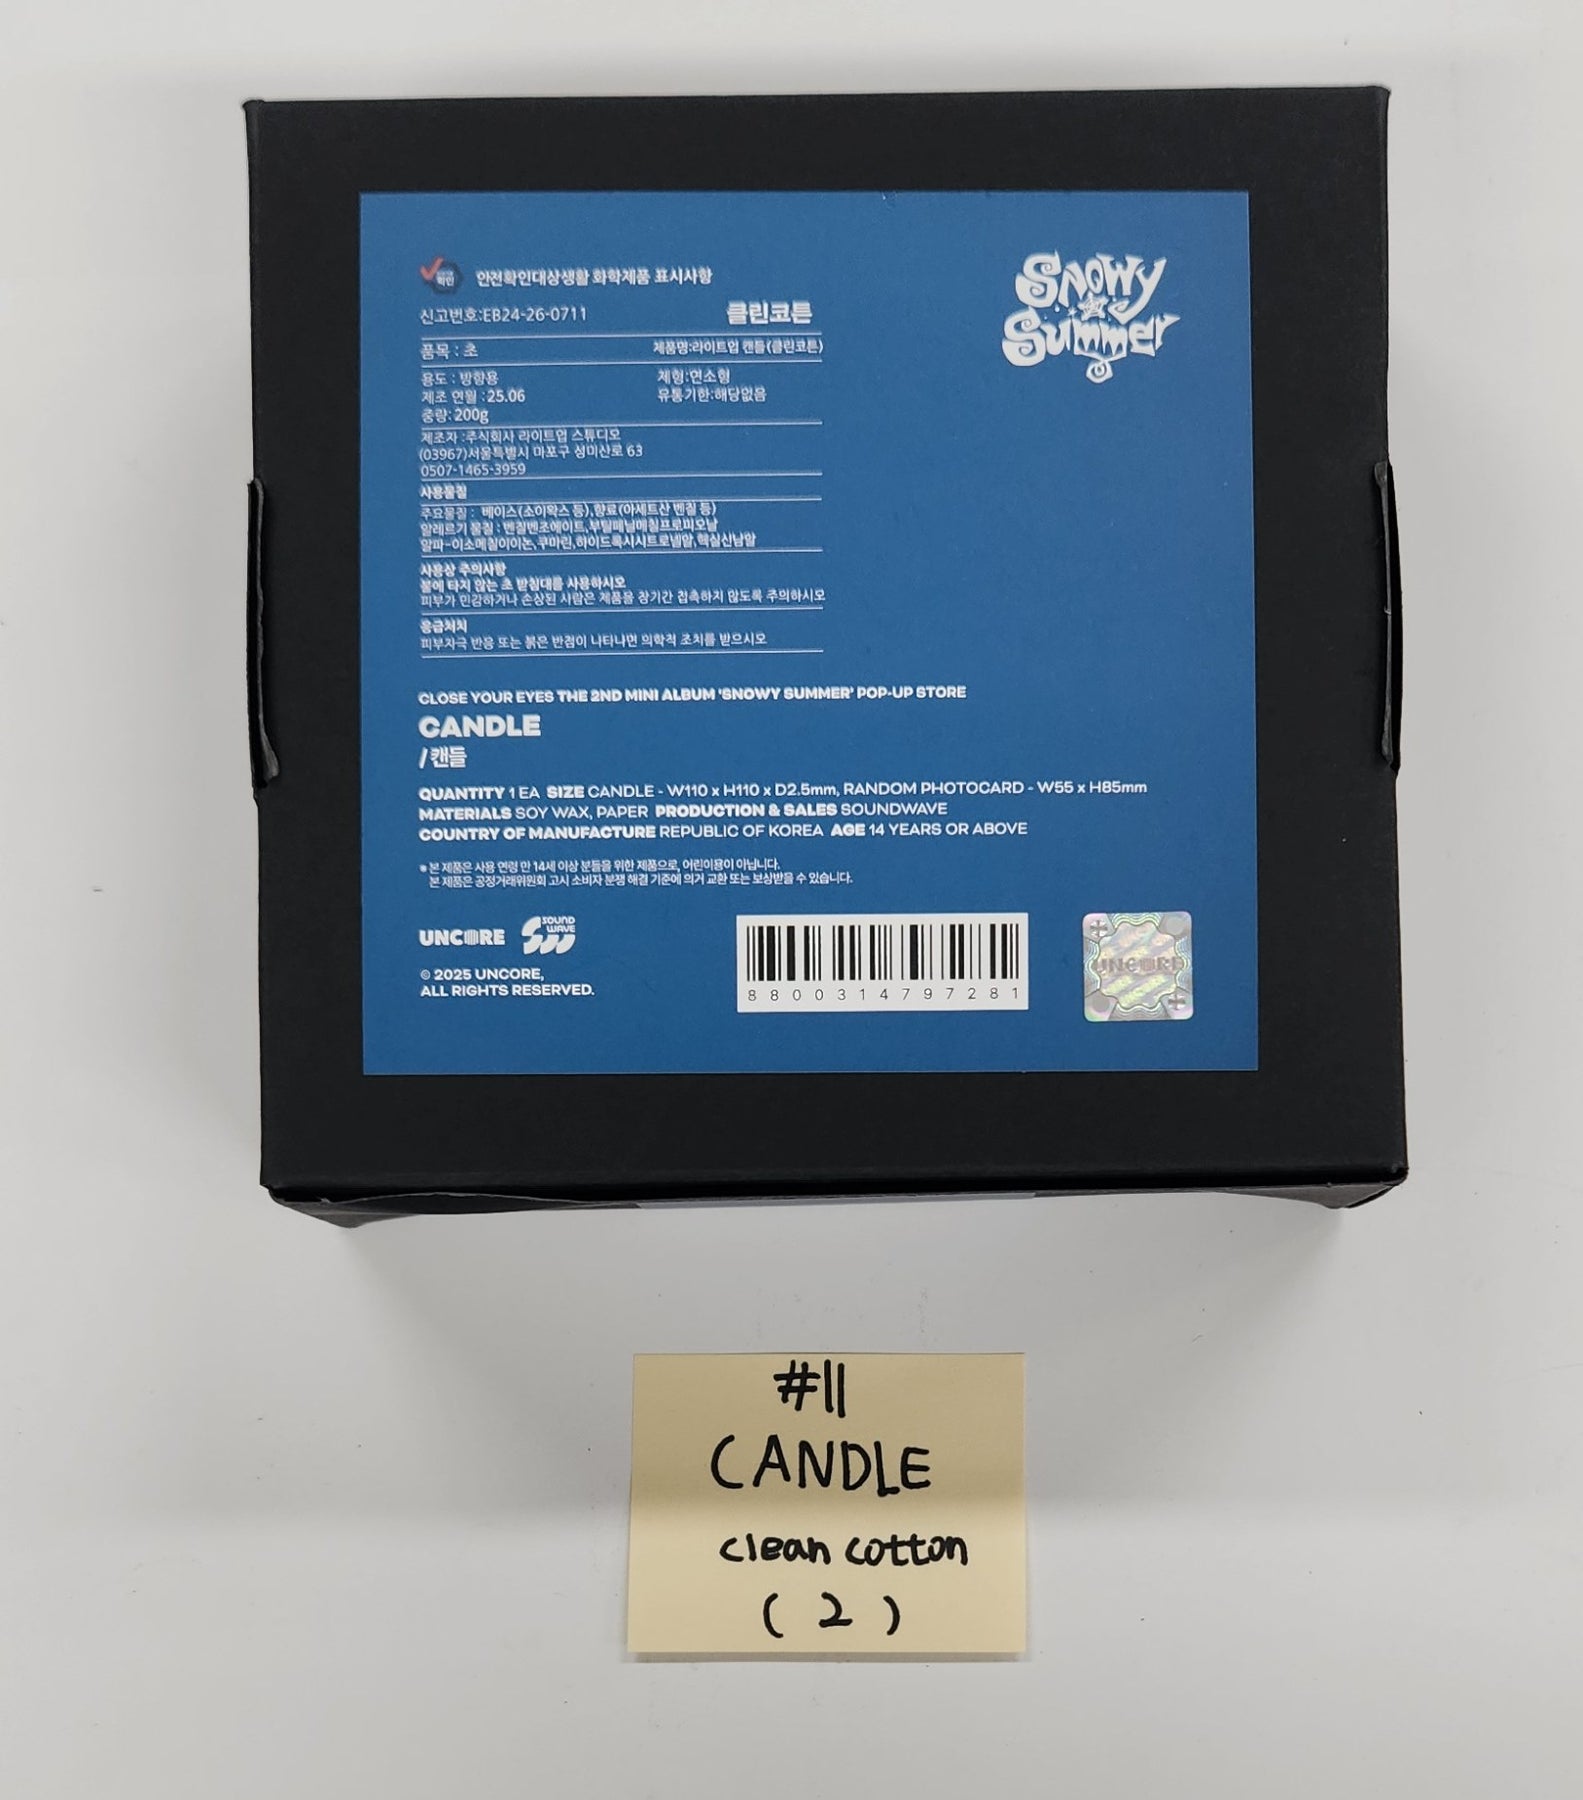 확인
안전확인대상생활 화학제품 표시사항
신고번호:EB24-26-0711
클린코튼
품목 : 초
제품명:라이트업 캔들(클린코튼)
용도 : 방향용
체형:연소형
제조 연월 :25.06
유통기한:해당없음
중량:200g
제조자 :주식회사 라이트업 스튜디오
(03967)서울특별시 마포구 성미산로 63
0507-1465-3959
사용물질
주요물질 : 베이스(소이왁스 등),향료(아세트산 벤질 등)
알레르기 물질 : 벤질벤조에이트,부틸페닐메칠프로피오날
알파-이소메칠이이논,쿠마린,하이드록시시트로넬알,헥실신남알
사용상 주의사항
불에 타지 않는 초 받침대를 사용하시오
피부가 민감하거나 손상된 사람은 제품을 장기간 접촉하지 않도록 주의하시오
응급처치
피부자극 반응 또는 붉은 반점이 나타나면 의학적 조치를 받으시오
Snowy
Summer
CLOSE YOUR EYES THE 2ND MINI ALBUM 'SNOWY SUMMER' POP-UP STORE
CANDLE
/ 캔들
QUANTITY 1 EA SIZE CANDLE - W110 x H110 x D2.5mm, RANDOM PHOTOCARD - W55 x H85mm
MATERIALS SOY WAX, PAPER PRODUCTION & SALES SOUNDWAVE
COUNTRY OF MANUFACTURE REPUBLIC OF KOREA AGE 14 YEARS OR ABOVE
* 본 제품은 사용 연령 만 14세 이상 분들을 위한 제품으로, 어린이용이 아닙니다.
본 제품은 공정거래위원회 고시 소비자 분쟁 해결 기준에 의거 교환 또는 보상받을 수 있습니다.
UNCORE
SOUND
WAVE
© 2025 UNCORE,
ALL RIGHTS RESERVED.
8800314797281
UNCORE
#11
CANDLE
clean cotton
( 2 )